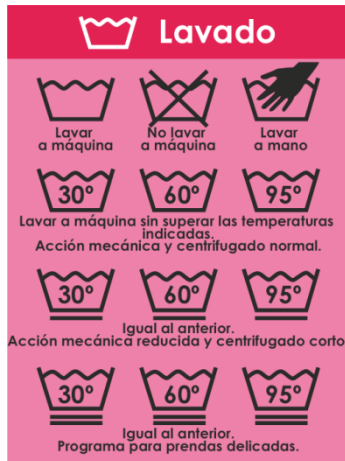 Lavado
Lavar No lavar Lavar
a máquina a máquina a mano
30º 60º 95º
Lavar a máquina sin superar las temperaturas
indicadas.
Acción mecánica y centrifugado normal.
30º 60º 95º
Igual al anterior.
Acción mecánica reducida y centrifugado corto
30º 60º 95º
Igual al anterior.
Programa para prendas delicadas.